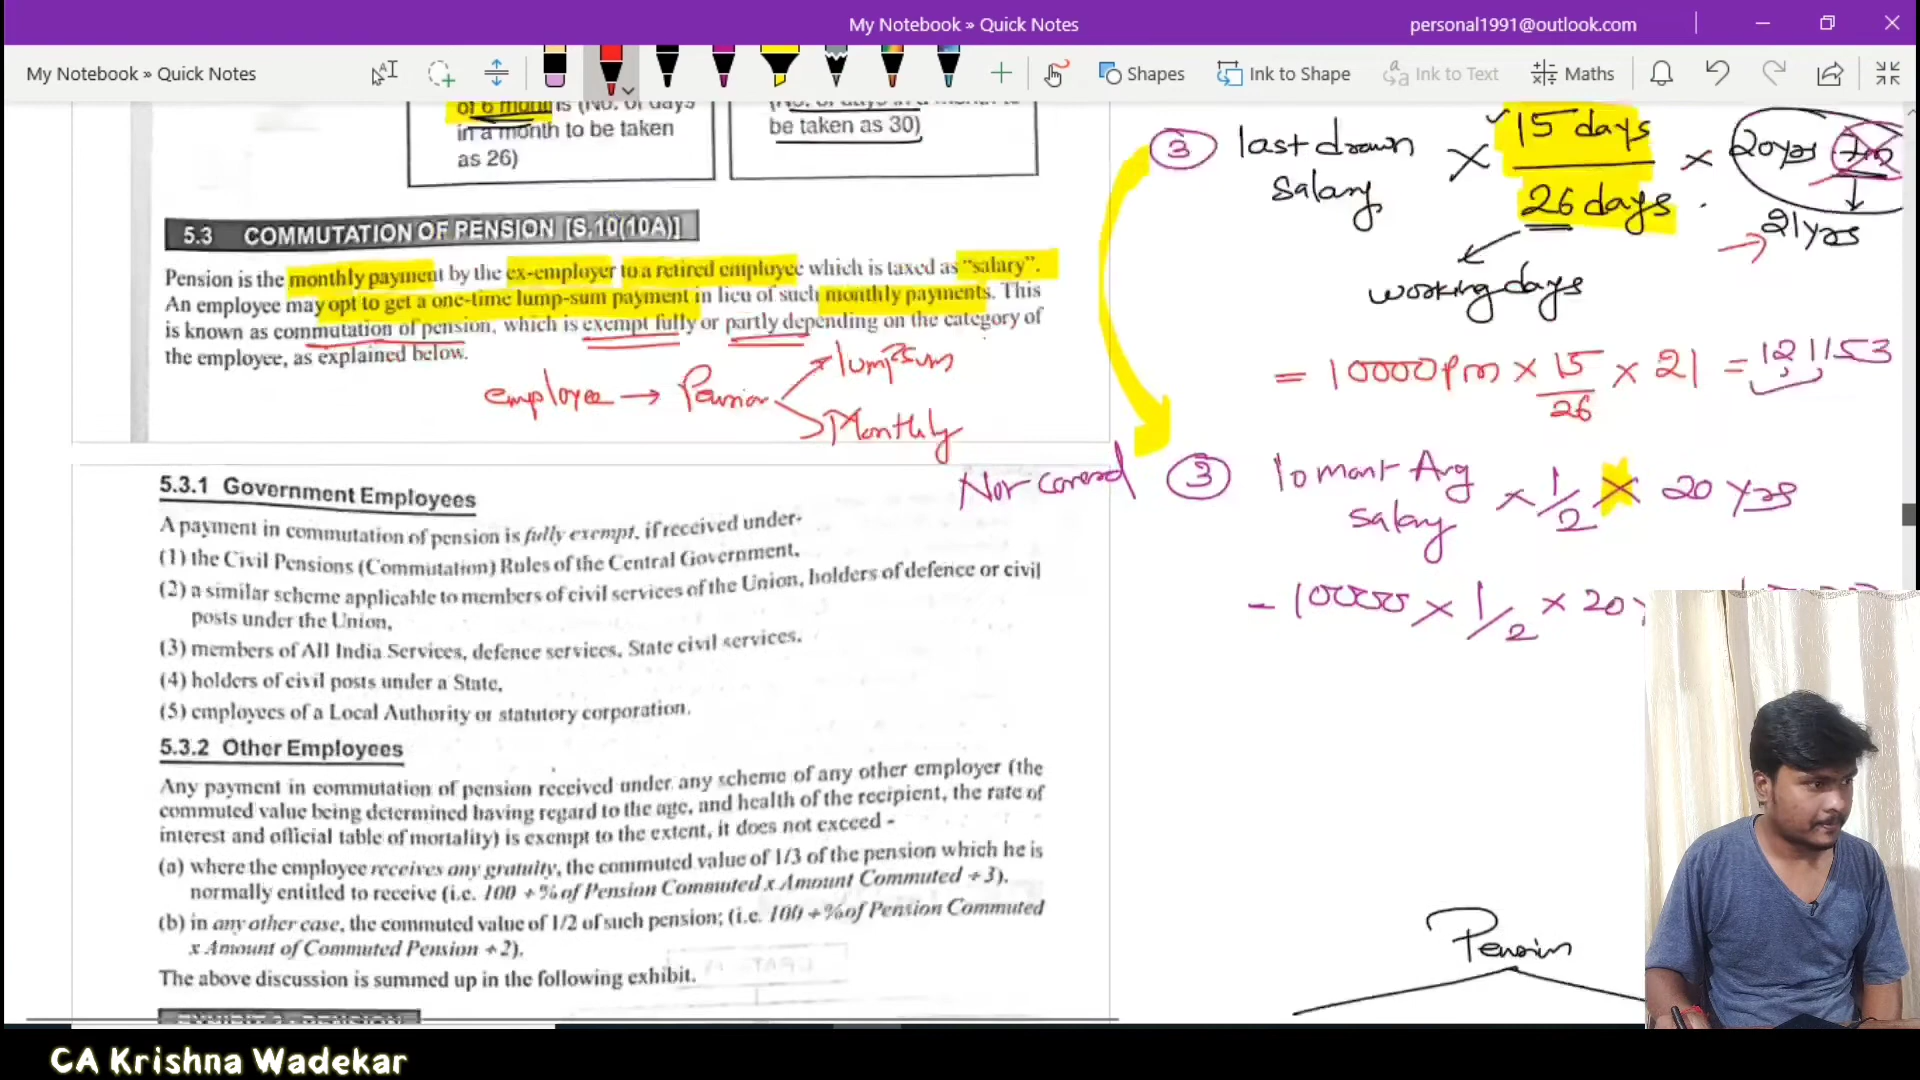 My Notebook » Quick Notes
personal1991@outlook.com
My Notebook » Quick Notes
Shapes
Ink to Shape
Ink to Text
Maths
of 6 months (No. of days
in a month to be taken
as 26)
be taken as 30)
5.3 COMMUTATION OF PENSION [S.10(10A)]
Pension is the monthly payment by the ex-employer to a retired employee which is taxed as "salary".
An employee may opt to get a one-time lump-sum payment in lieu of such monthly payments. This
is known as commutation of pension, which is exempt fully or partly depending on the category of
the employee, as explained below.
employee → Pension
lumpsum
Monthly
5.3.1 Government Employees
A payment in commutation of pension is fully exempt, if received under-
(1) the Civil Pensions (Commutation) Rules of the Central Government,
(2) a similar scheme applicable to members of civil services of the Union, holders of defence or civil
posts under the Union,
(3) members of All India Services, defence services, State civil services.
(4) holders of civil posts under a State,
(5) employees of a Local Authority or statutory corporation.
5.3.2 Other Employees
Any payment in commutation of pension received under any scheme of any other employer (the
commuted value being determined having regard to the age, and health of the recipient, the rate of
interest and official table of mortality) is exempt to the extent, it does not exceed -
(a) where the employee receives any gratuity, the commuted value of 1/3 of the pension which he is
normally entitled to receive (i.e. 100 ÷ % of Pension Commuted x Amount Commuted ÷ 3).
(b) in any other case, the commuted value of 1/2 of such pension; (i.e. 100 ÷ % of Pension Commuted
x Amount of Commuted Pension ÷ 2).
The above discussion is summed up in the following exhibit.
3 last drawn salary × 15 days / 26 days × 20yrs
21yrs
working days
= 10000 pm × 15/26 × 21 = 121153
Not covered 3 10 mont Avg salary × 1/2 × 20 yrs
= 10000 × 1/2 × 20
Pension
CA Krishna Wadekar